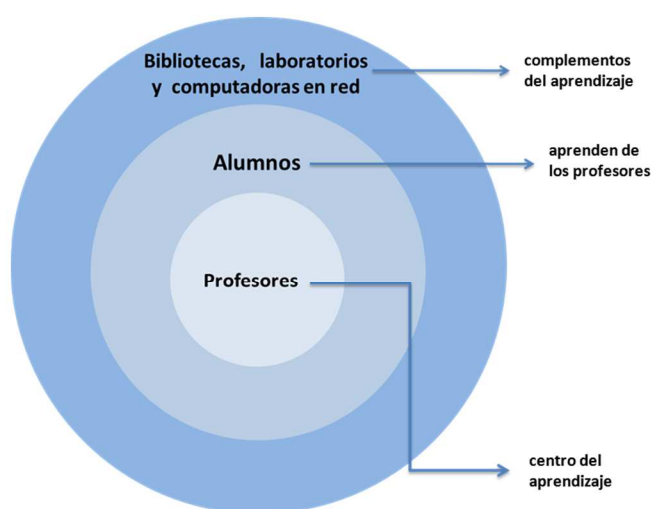 Bibliotecas, laboratorios
y computadoras en red
complementos
del aprendizaje
Alumnos
aprenden de
los profesores
Profesores
centro del
aprendizaje